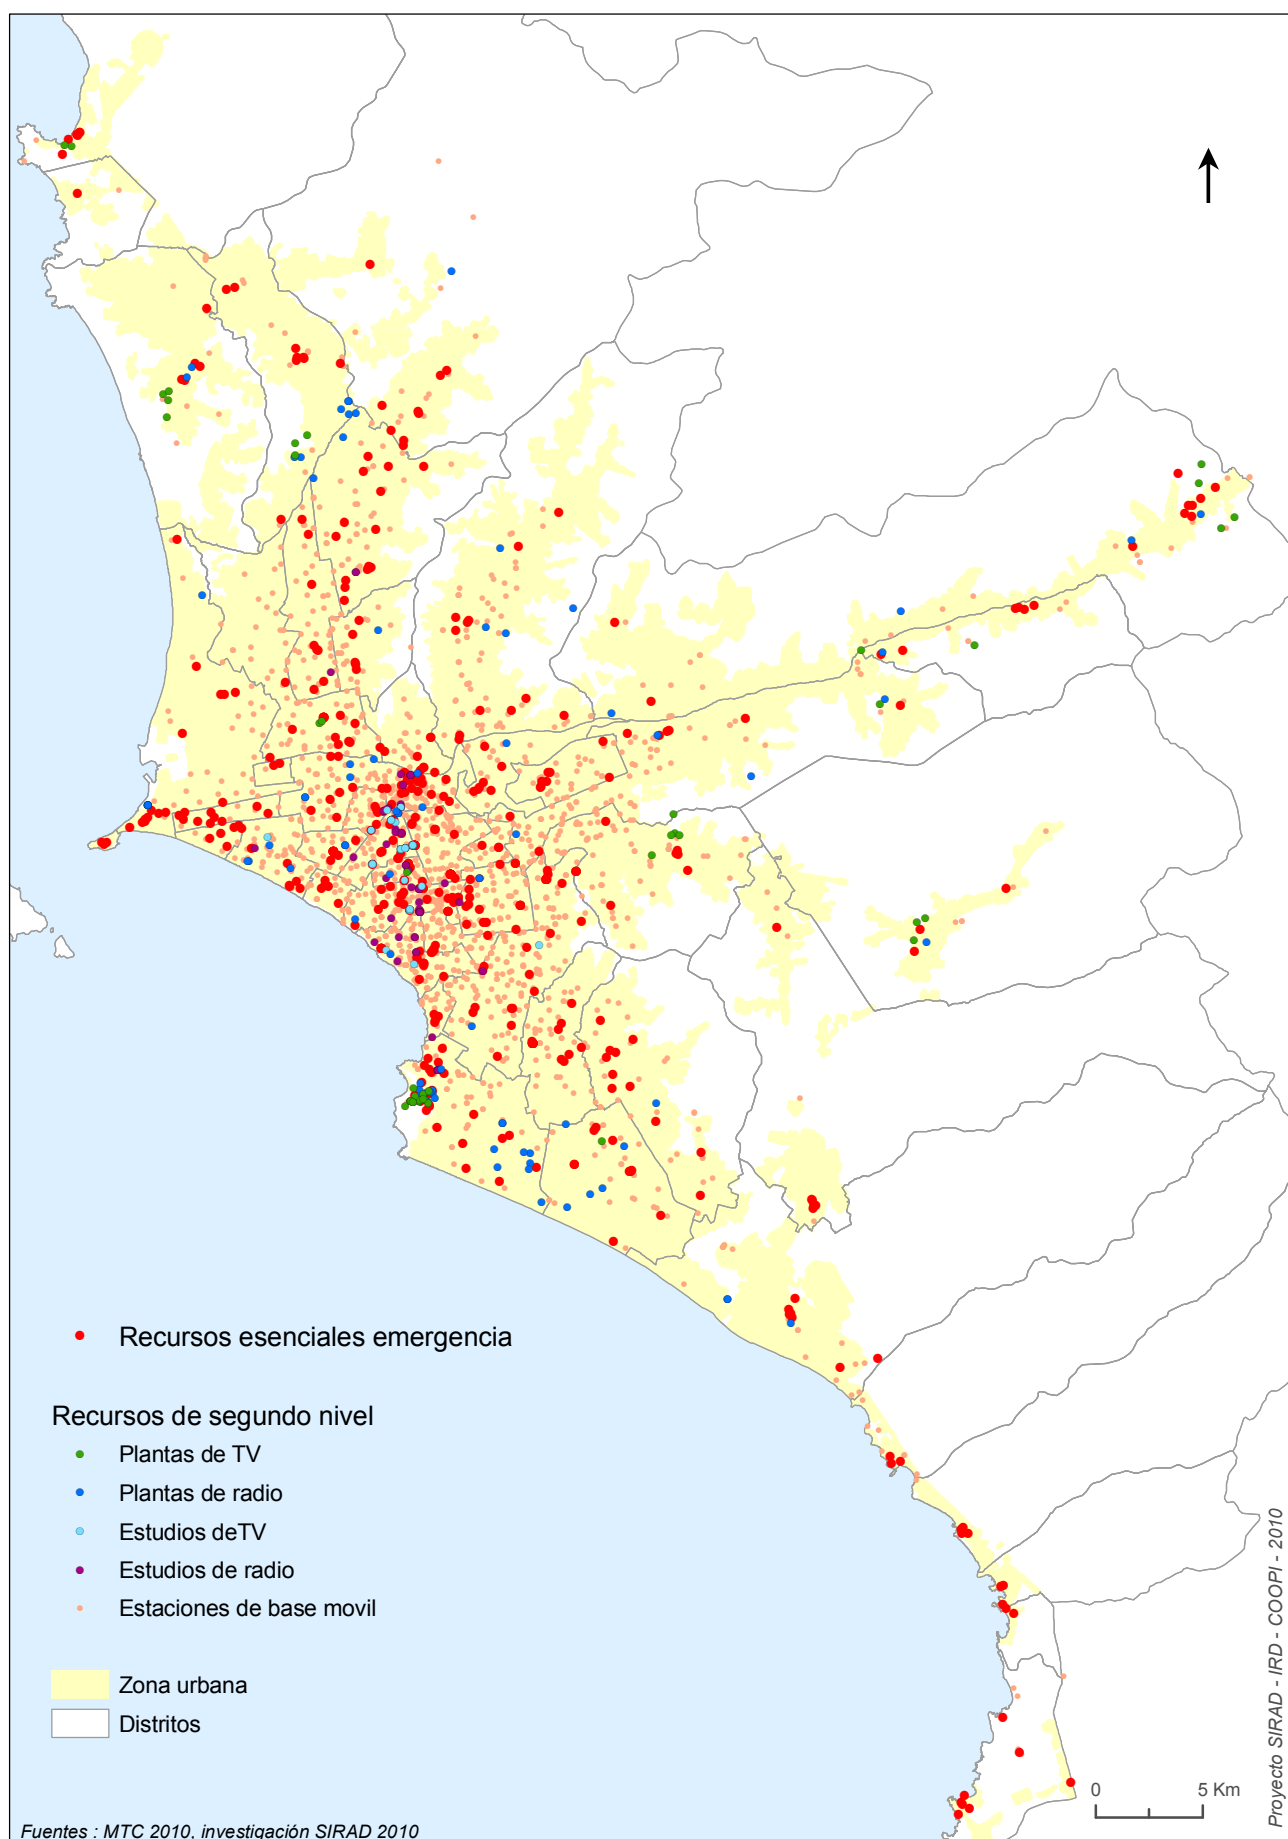 Recursos esenciales emergencia
Recursos de segundo nivel
Plantas de TV
Plantas de radio
Estudios deTV
Estudios de radio
Estaciones de base movil
Zona urbana
Distritos
0 5 Km
Proyecto SIRAD - IRD - COOPI - 2010
Fuentes : MTC 2010, investigación SIRAD 2010